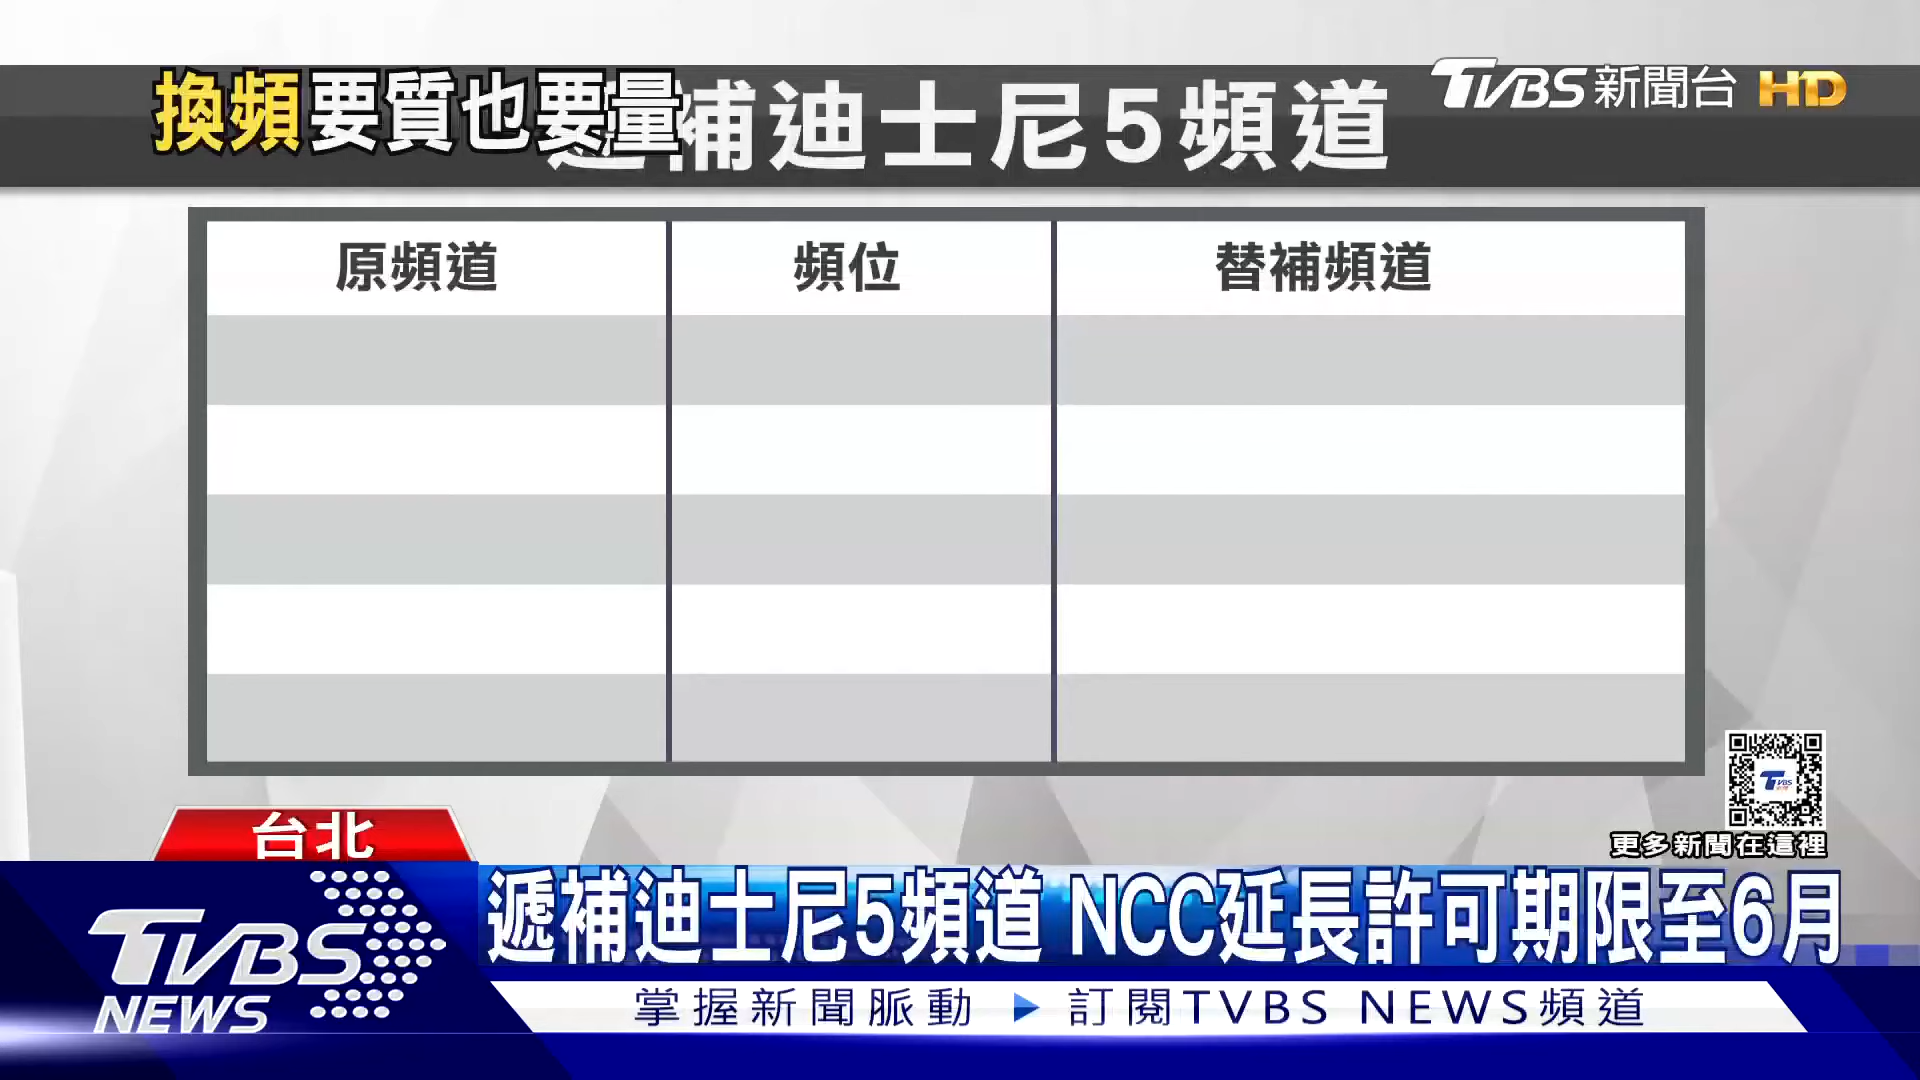 換頻要質也要量
遞補迪士尼5頻道
TVBS新聞台 HD
原頻道 頻位 替補頻道
TVBS
更多新聞在這裡
台北
遞補迪士尼5頻道 NCC延長許可期限至6月
TVBS
NEWS
掌握新聞脈動 ▶ 訂閱TVBS NEWS頻道